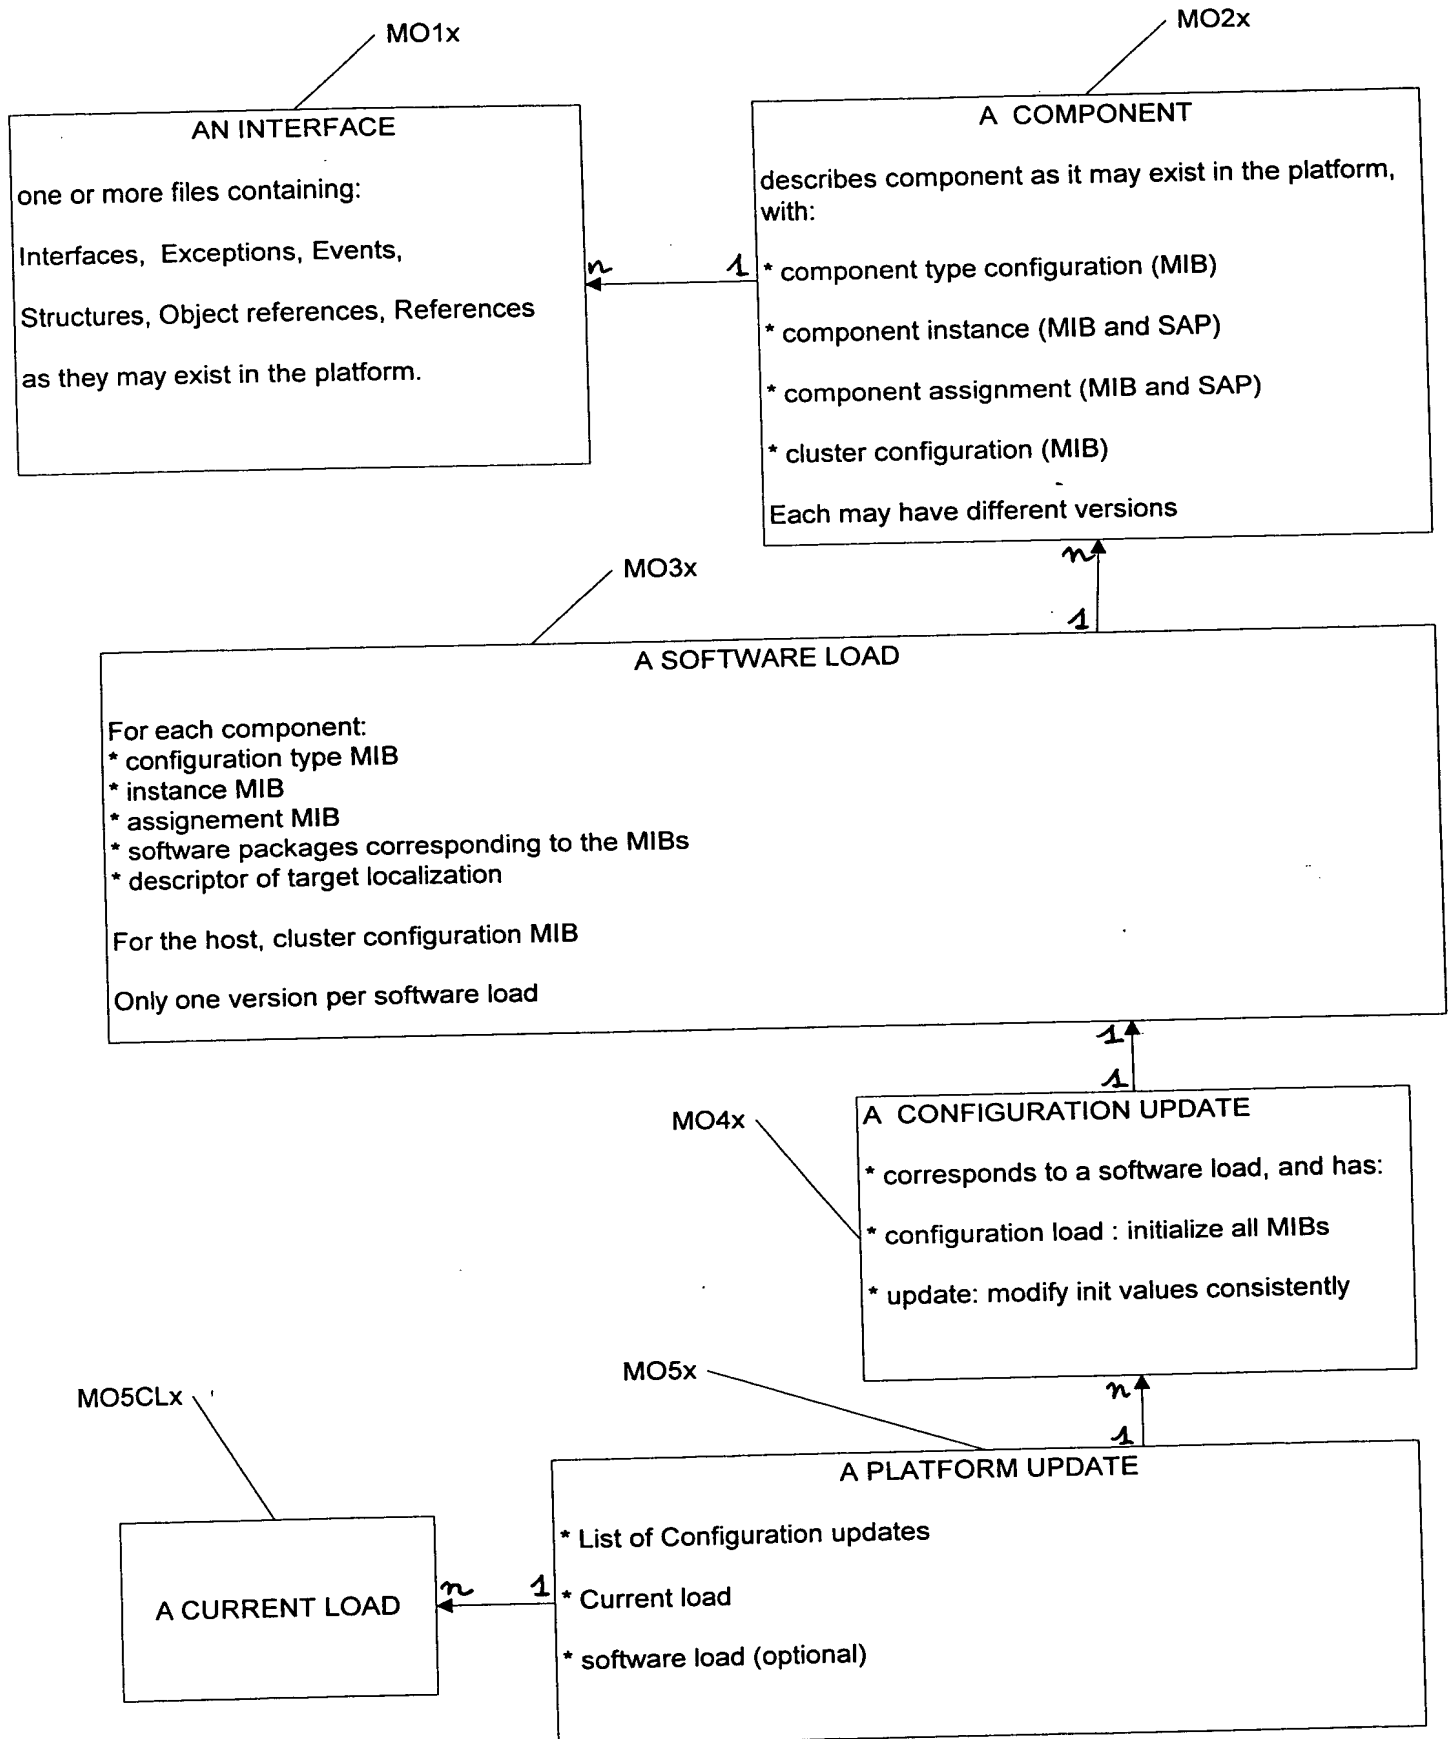 MO1x
MO2x
AN INTERFACE
one or more files containing:
Interfaces, Exceptions, Events,
Structures, Object references, References
as they may exist in the platform.
n 1
A COMPONENT
describes component as it may exist in the platform,
with:
* component type configuration (MIB)
* component instance (MIB and SAP)
* component assignment (MIB and SAP)
* cluster configuration (MIB)
Each may have different versions
n
1
MO3x
A SOFTWARE LOAD
For each component:
* configuration type MIB
* instance MIB
* assignement MIB
* software packages corresponding to the MIBs
* descriptor of target localization
For the host, cluster configuration MIB
Only one version per software load
1
1
MO4x
A CONFIGURATION UPDATE
* corresponds to a software load, and has:
* configuration load : initialize all MIBs
* update: modify init values consistently
n
1
MO5x
MO5CLx
A PLATFORM UPDATE
* List of Configuration updates
* Current load
* software load (optional)
n 1
A CURRENT LOAD